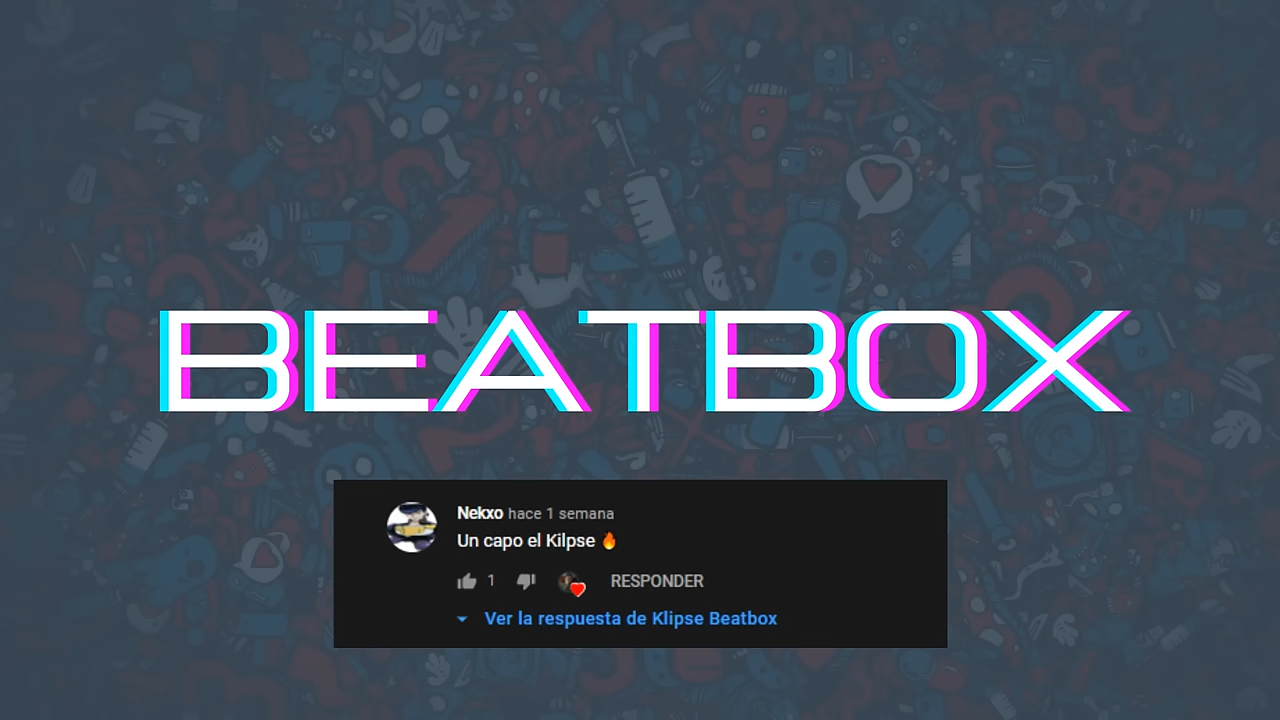 BEATBOX
Nekxo hace 1 semana
Un capo el Kilpse 🔥
1 RESPONDER
Ver la respuesta de Klipse Beatbox